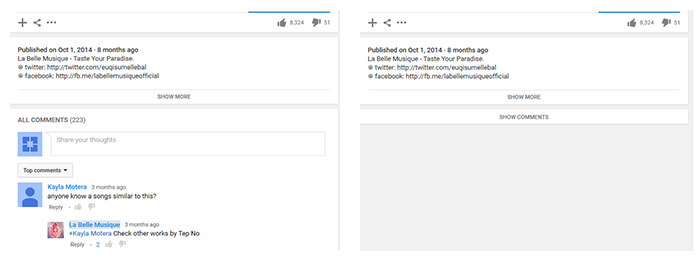 8,324 51
Published on Oct 1, 2014 - 8 months ago
La Belle Musique - Taste Your Paradise.
⊚ twitter: http://twitter.com/euqisumellebal
⊚ facebook: http://fb.me/labellemusiqueofficial
SHOW MORE
ALL COMMENTS (223)
Share your thoughts
Top comments
Kayla Motera 3 months ago
anyone know a songs similar to this?
Reply
La Belle Musique 3 months ago
+Kayla Motera Check other works by Tep No
Reply · 2
8,324 51
Published on Oct 1, 2014 - 8 months ago
La Belle Musique - Taste Your Paradise.
⊚ twitter: http://twitter.com/euqisumellebal
⊚ facebook: http://fb.me/labellemusiqueofficial
SHOW MORE
SHOW COMMENTS